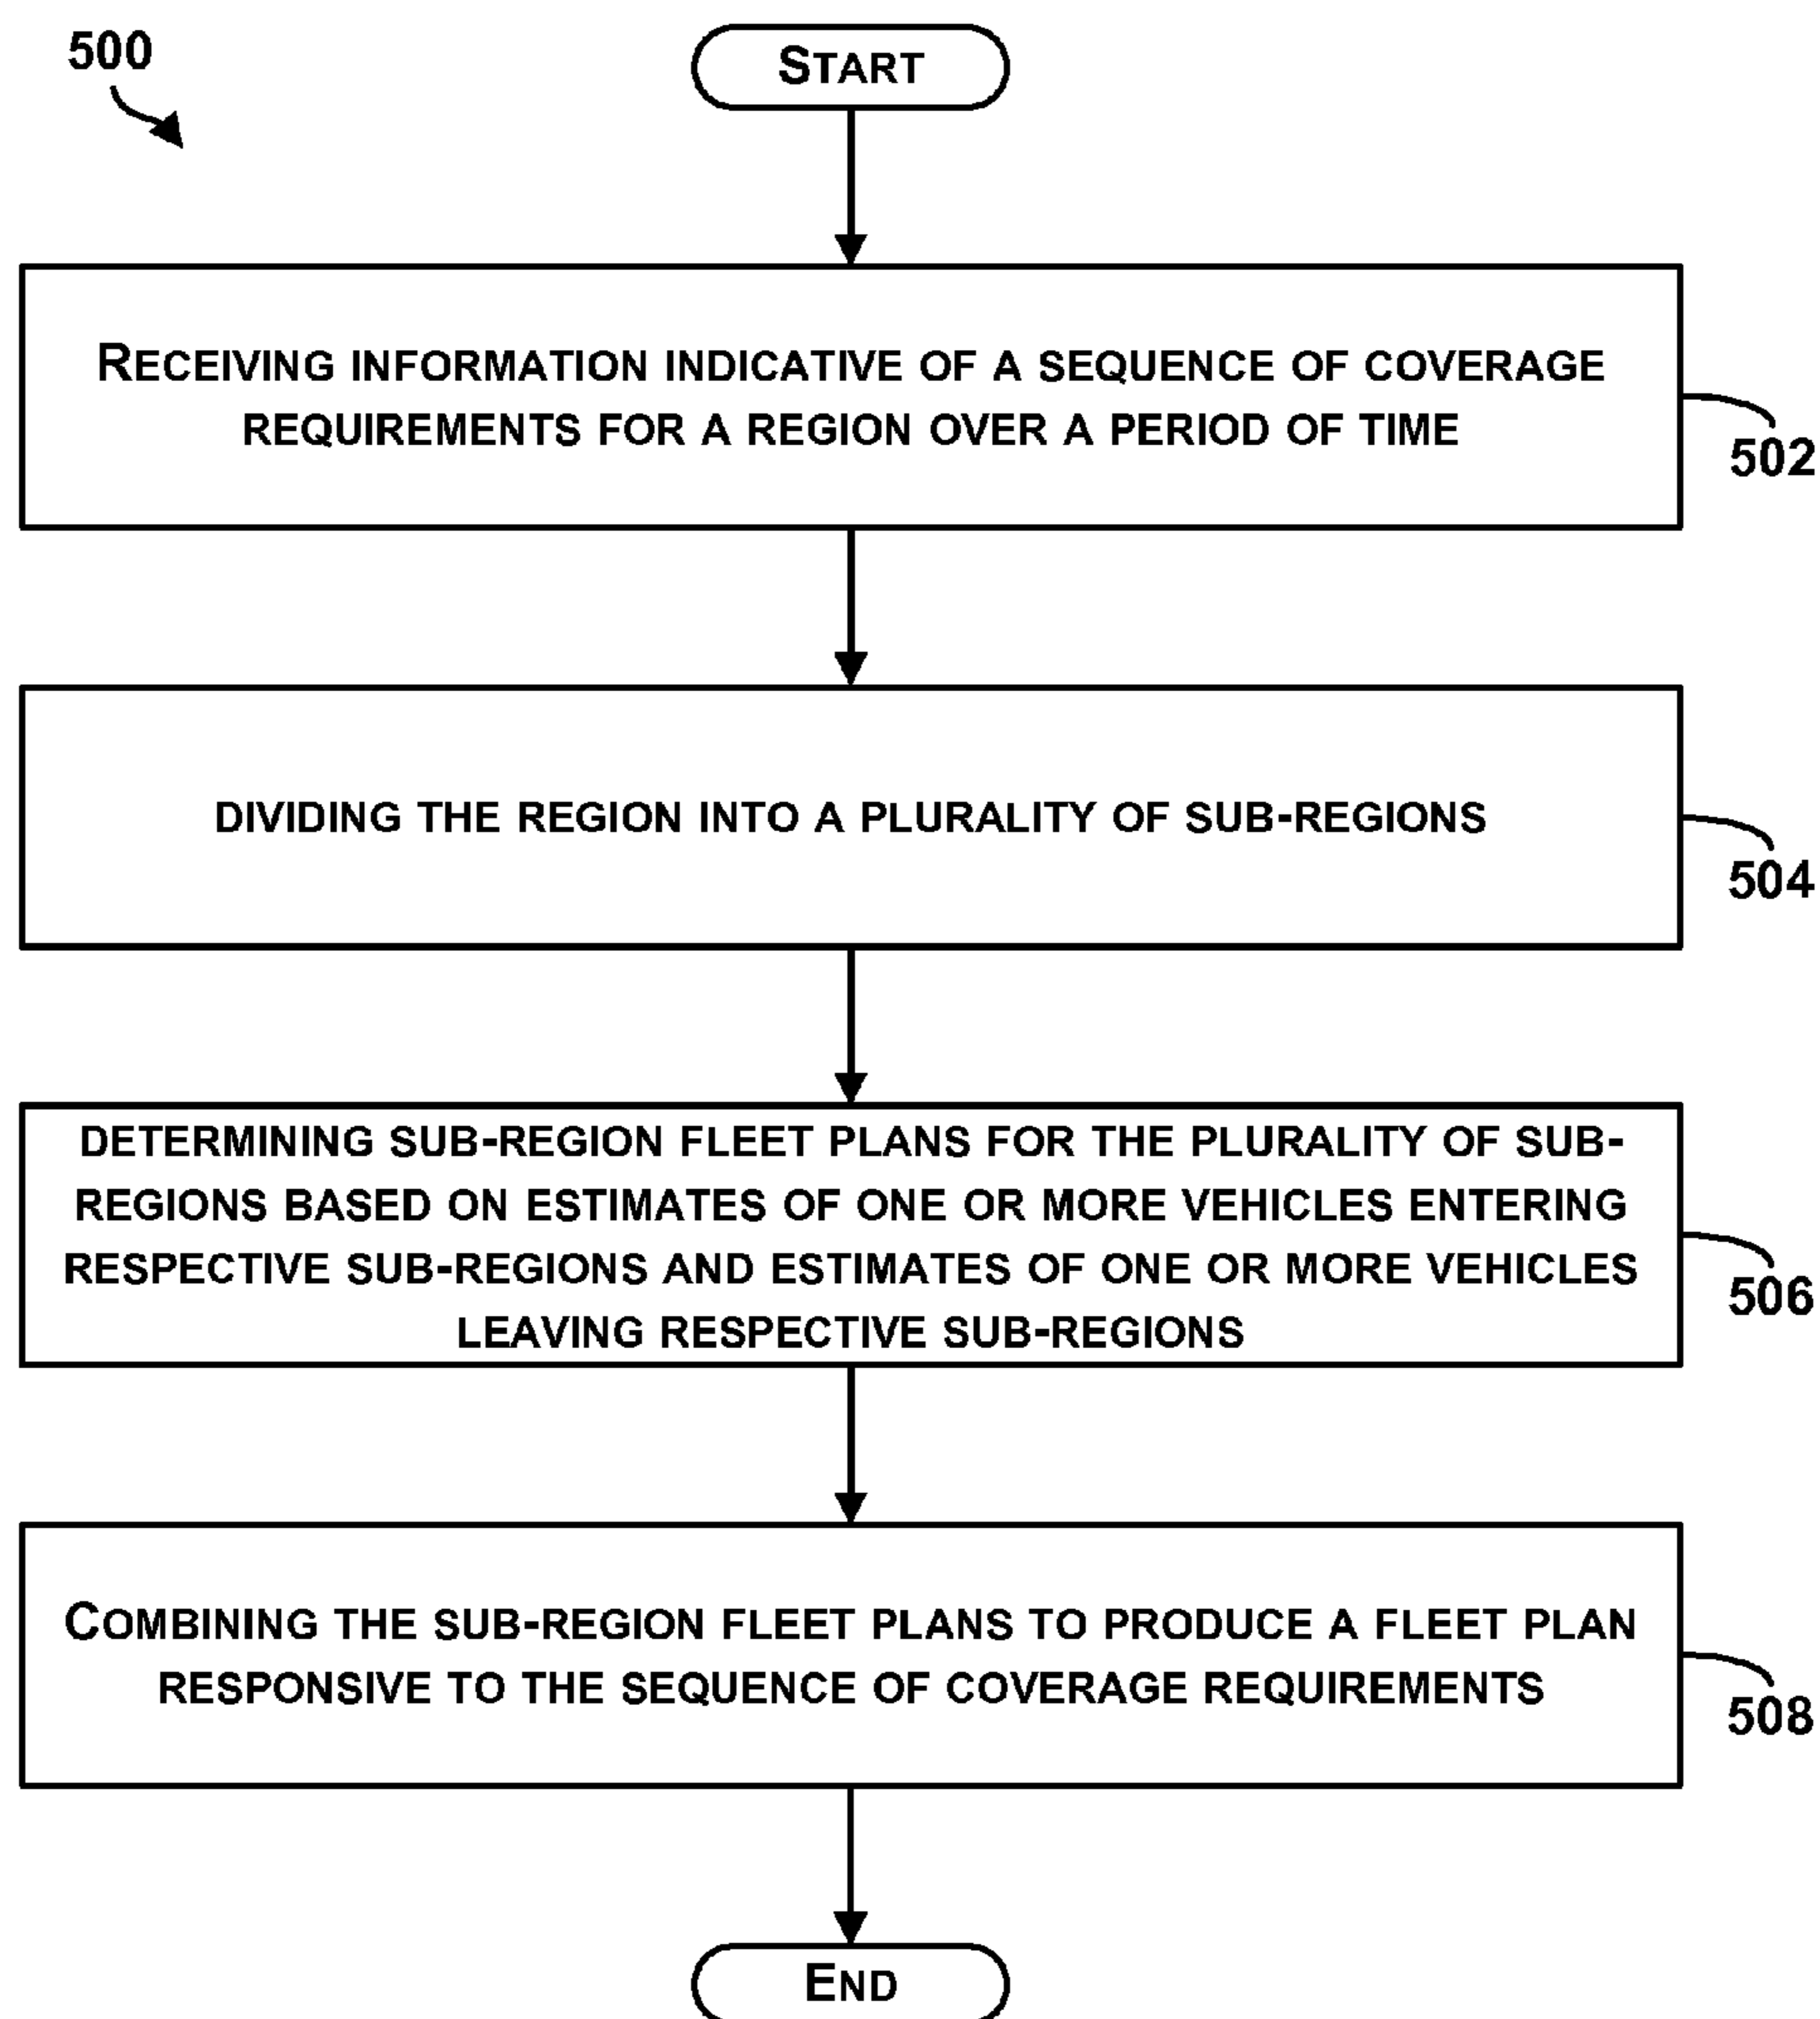 500
START
RECEIVING INFORMATION INDICATIVE OF A SEQUENCE OF COVERAGE
REQUIREMENTS FOR A REGION OVER A PERIOD OF TIME
502
DIVIDING THE REGION INTO A PLURALITY OF SUB-REGIONS
504
DETERMINING SUB-REGION FLEET PLANS FOR THE PLURALITY OF SUB-
REGIONS BASED ON ESTIMATES OF ONE OR MORE VEHICLES ENTERING
RESPECTIVE SUB-REGIONS AND ESTIMATES OF ONE OR MORE VEHICLES
LEAVING RESPECTIVE SUB-REGIONS
506
COMBINING THE SUB-REGION FLEET PLANS TO PRODUCE A FLEET PLAN
RESPONSIVE TO THE SEQUENCE OF COVERAGE REQUIREMENTS
508
END